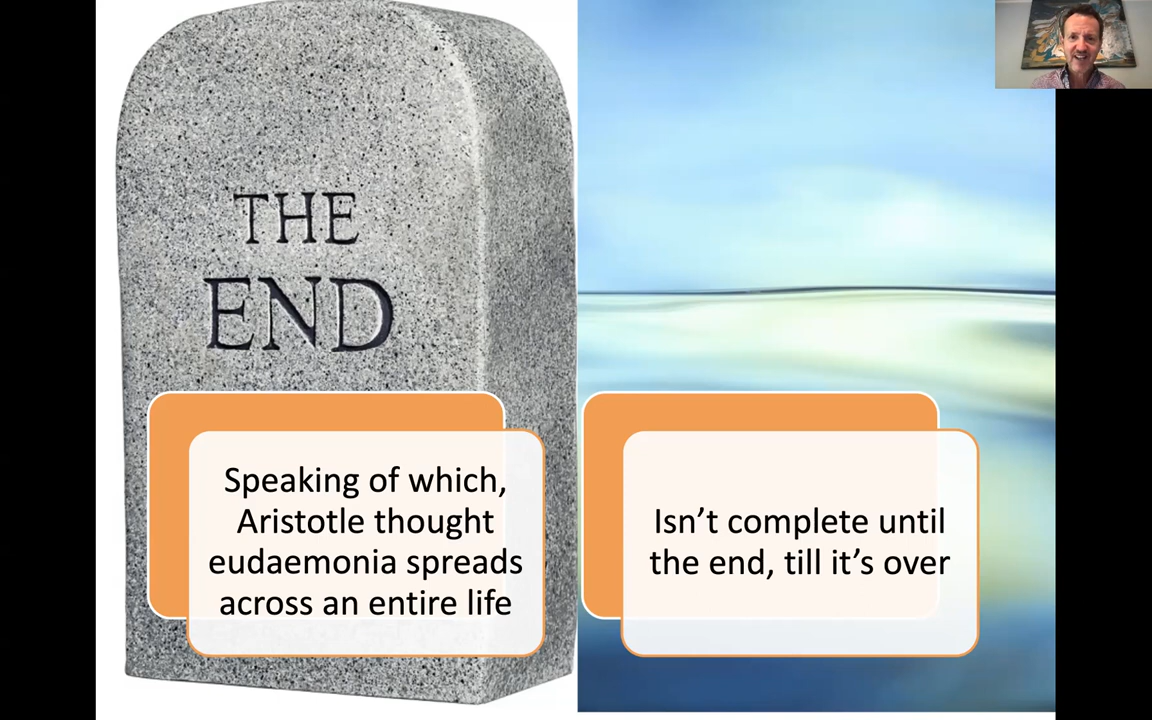 THE
END
Speaking of which,
Aristotle thought
eudaemonia spreads
across an entire life
Isn’t complete until
the end, till it’s over